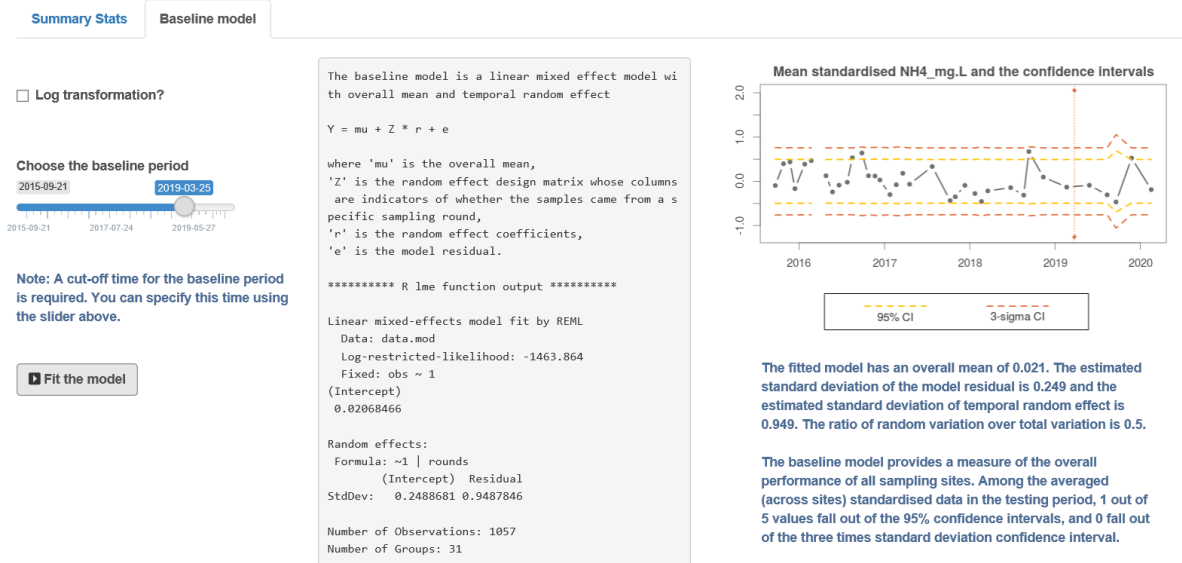 Summary Stats
Baseline model
Log transformation?
Choose the baseline period
2015-09-21
2019-03-25
2015-09-21
2017-07-24
2019-05-27
Note: A cut-off time for the baseline period
is required. You can specify this time using
the slider above.
Fit the model
The baseline model is a linear mixed effect model wi
th overall mean and temporal random effect
Y = mu + Z * r + e
where 'mu' is the overall mean,
'Z' is the random effect design matrix whose columns
are indicators of whether the samples came from a s
pecific sampling round,
'r' is the random effect coefficients,
'e' is the model residual.
********** R lme function output **********
Linear mixed-effects model fit by REML
Data: data.mod
Log-restricted-likelihood: -1463.864
Fixed: obs ~ 1
(Intercept)
0.02068466
Random effects:
Formula: ~1 | rounds
(Intercept) Residual
StdDev: 0.2488681 0.9487846
Number of Observations: 1057
Number of Groups: 31
Mean standardised NH4_mg.L and the confidence intervals
2.0
1.0
0.0
-1.0
2016
2017
2018
2019
2020
95% CI
3-sigma CI
The fitted model has an overall mean of 0.021. The estimated
standard deviation of the model residual is 0.249 and the
estimated standard deviation of temporal random effect is
0.949. The ratio of random variation over total variation is 0.5.
The baseline model provides a measure of the overall
performance of all sampling sites. Among the averaged
(across sites) standardised data in the testing period, 1 out of
5 values fall out of the 95% confidence intervals, and 0 fall out
of the three times standard deviation confidence interval.